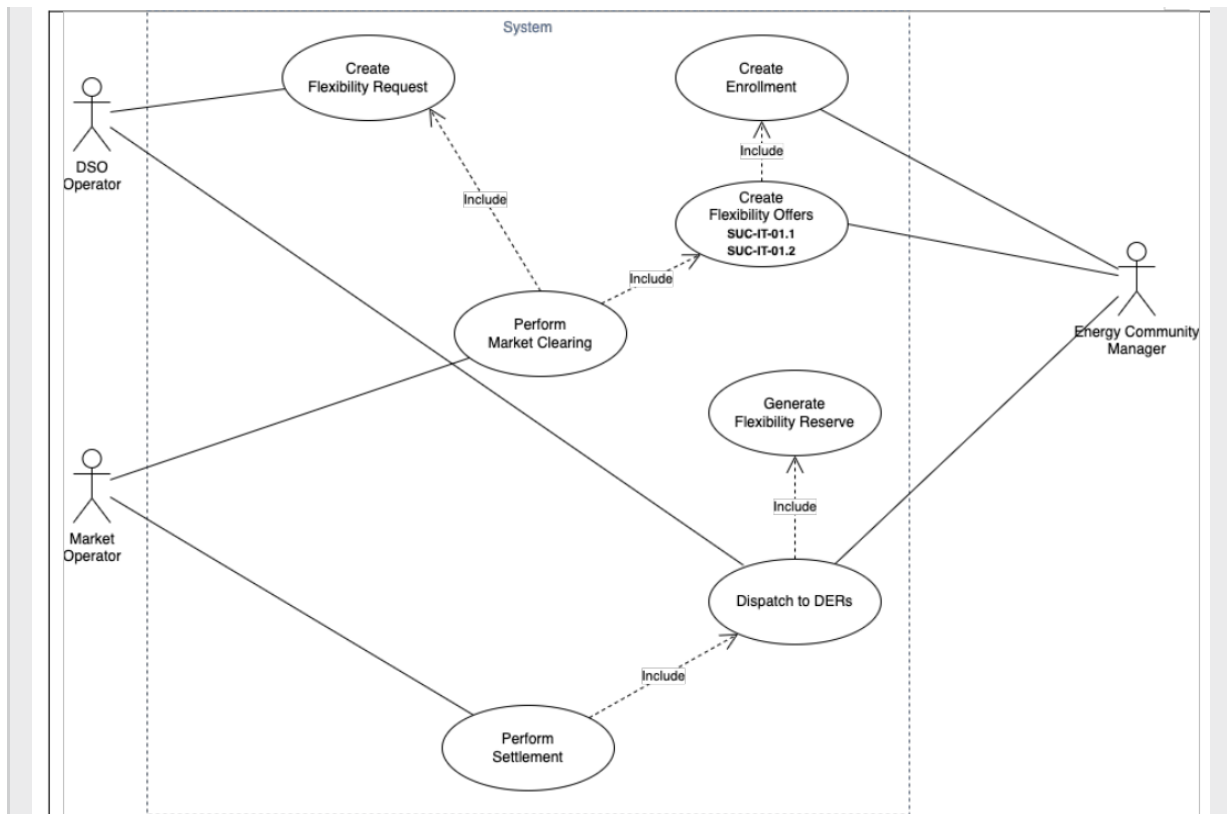 System
Create
Flexibility Request
Create
Enrollment
DSO
Operator
Include
Include
Create
Flexibility Offers
SUC-IT-01.1
SUC-IT-01.2
Include
Perform
Market Clearing
Energy Community
Manager
Generate
Flexibility Reserve
Include
Market
Operator
Dispatch to DERs
Include
Perform
Settlement